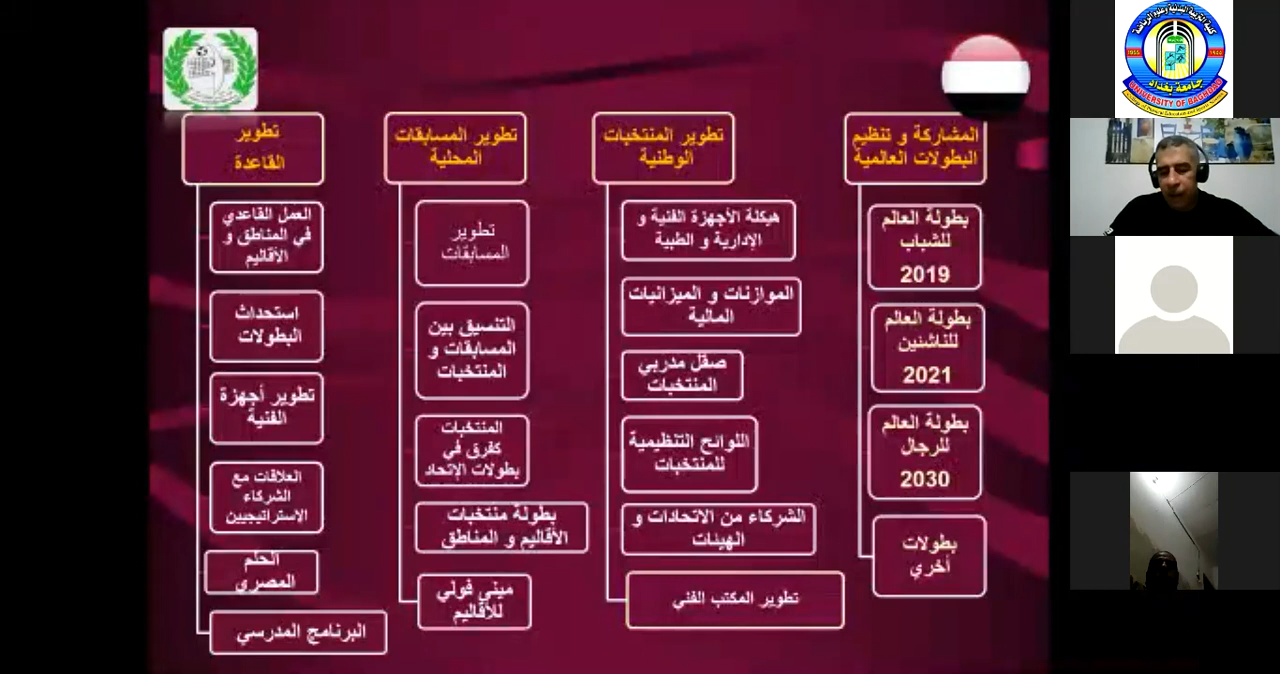 المشاركة و تنظيم
البطولات العالمية
بطولة العالم
للشباب
2019
بطولة العالم
للناشئين
2021
بطولة العالم
للرجال
2030
بطولات
أخري
تطوير المنتخبات
الوطنية
هيكلة الأجهزة الفنية و
الإدارية و الطبية
الموازنات و الميزانيات
المالية
صقل مدربي
المنتخبات
اللوائح التنظيمية
للمنتخبات
الشركاء من الاتحادات و
الهيئات
تطوير المكتب الفني
تطوير المسابقات
المحلية
تطوير
المسابقات
التنسيق بين
المسابقات و
المنتخبات
المنتخبات
كفرق في
بطولات الإتحاد
بطولة منتخبات
الأقاليم و المناطق
ميني فولي
للأقاليم
تطوير
القاعدة
العمل القاعدي
في المناطق و
الأقاليم
استحداث
البطولات
تطوير أجهزة
الفنية
العلاقات مع
الشركاء
الإستراتيجيين
الحلم
المصري
البرنامج المدرسي
جامعة بغداد
UNIVERSITY OF BAGHDAD